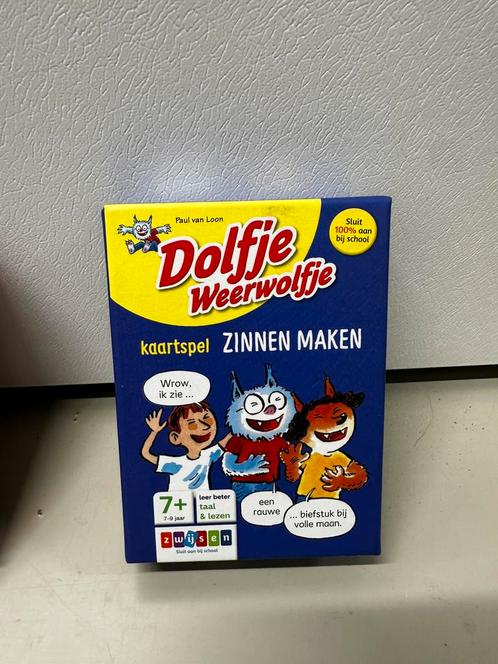 Paul van Loon
Dolfje
Weerwolfje
Sluit
100% aan
bij school
kaartspel ZINNEN MAKEN
Wrow,
ik zie ...
een
rauwe
... biefstuk bij
volle maan.
7+
7-9 jaar
leer beter
taal
& lezen
zwijsen
Sluit aan bij school